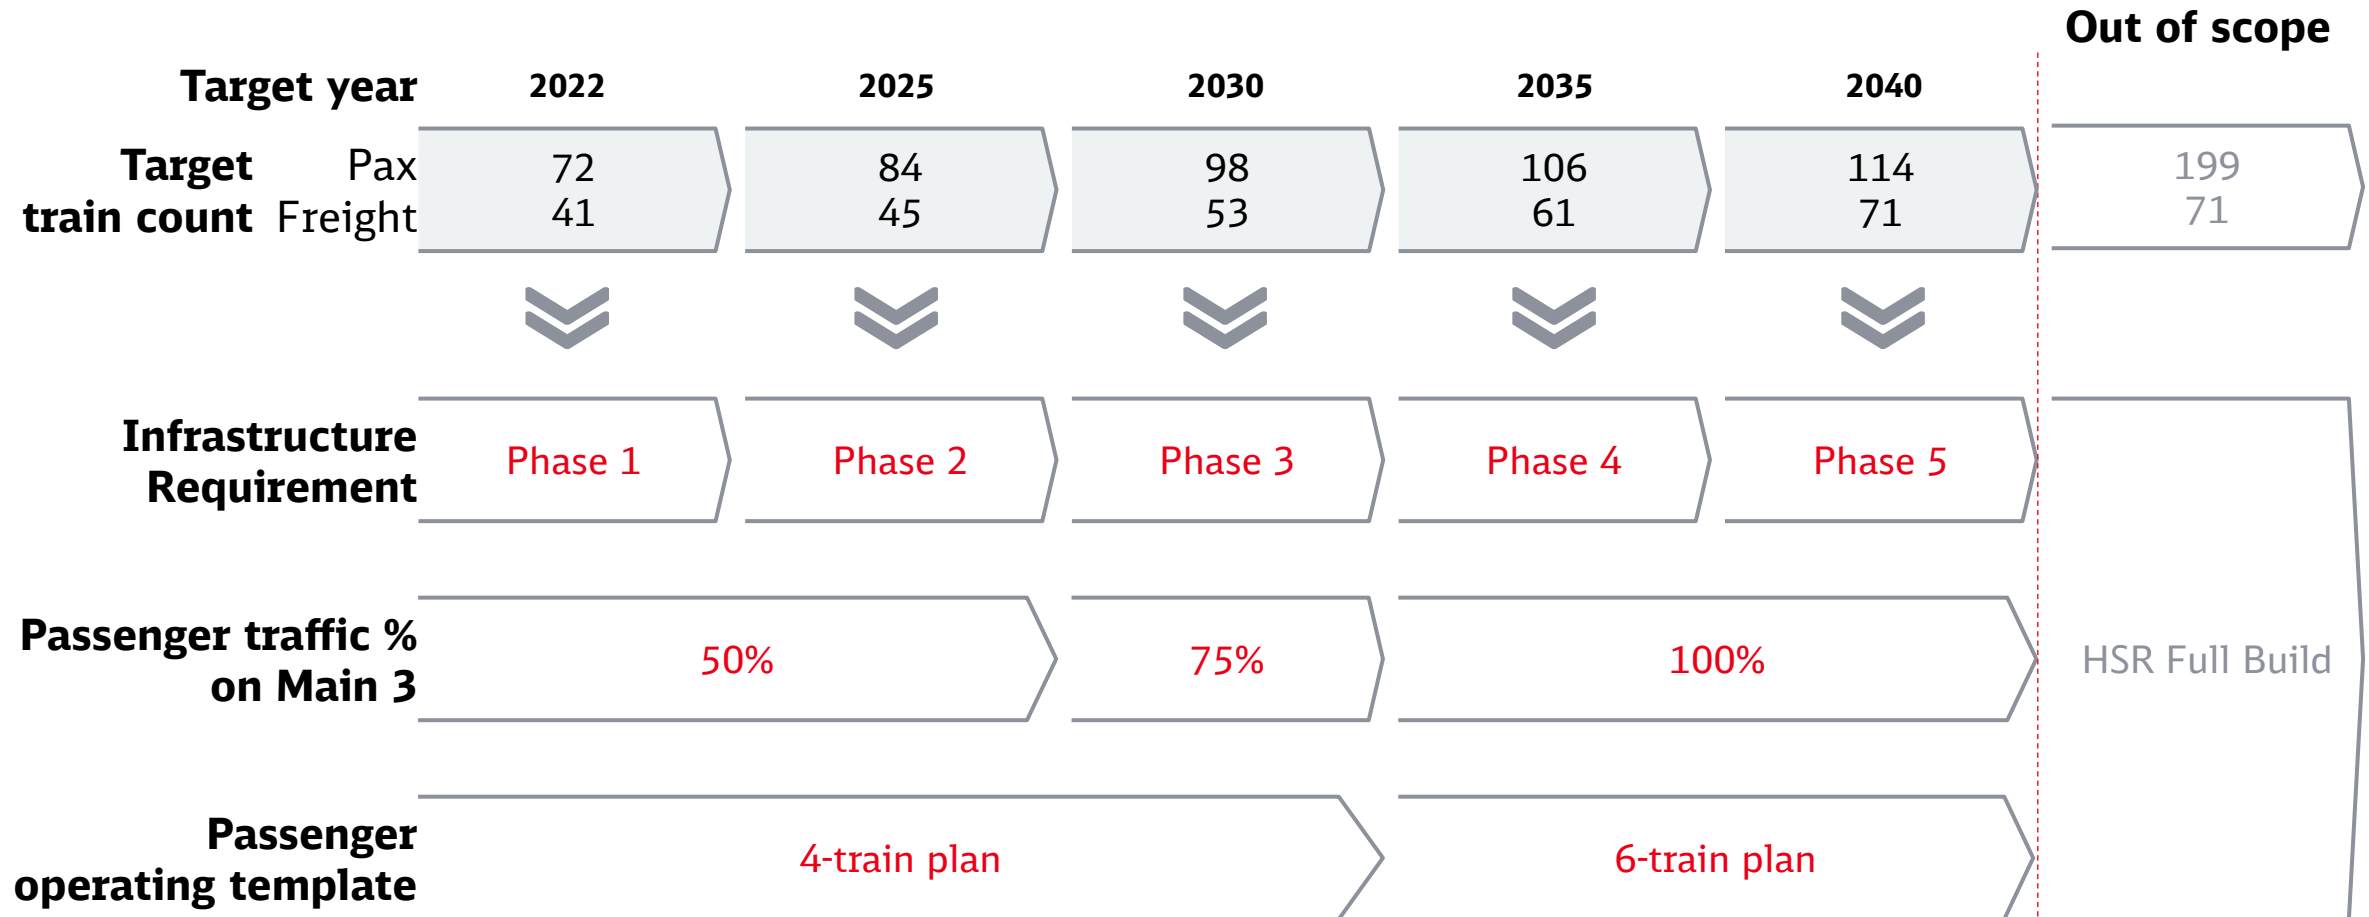 Out of scope
Target year 2022 2025 2030 2035 2040
Target Pax 72 84 98 106 114 199
train count Freight 41 45 53 61 71 71
Infrastructure
Requirement
Phase 1 Phase 2 Phase 3 Phase 4 Phase 5
Passenger traffic %
on Main 3
50% 75% 100% HSR Full Build
Passenger
operating template
4-train plan 6-train plan